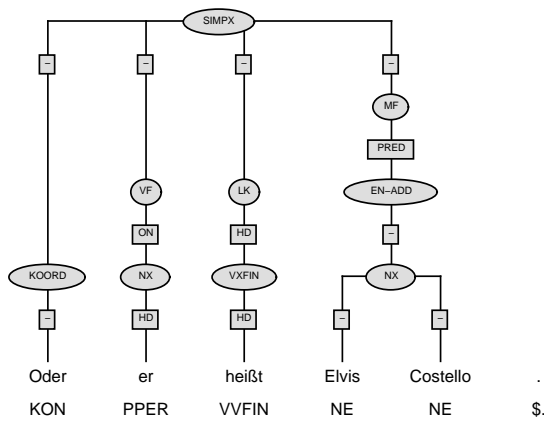 SIMPX
– – – –
MF
PRED
VF LK EN–ADD
ON HD –
KOORD NX VXFIN NX
– HD HD – –
Oder er heißt Elvis Costello .
KON PPER VVFIN NE NE $.